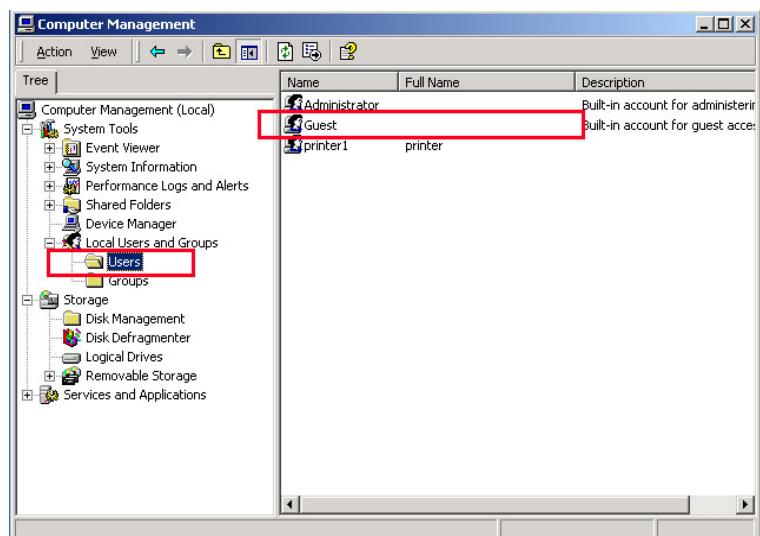 Computer Management
Action View
Tree
Name Full Name Description
Computer Management (Local)
System Tools
Event Viewer
System Information
Performance Logs and Alerts
Shared Folders
Device Manager
Local Users and Groups
Users
Groups
Storage
Disk Management
Disk Defragmenter
Logical Drives
Removable Storage
Services and Applications
Administrator Built-in account for administerin
Guest Built-in account for guest acces
printer1 printer